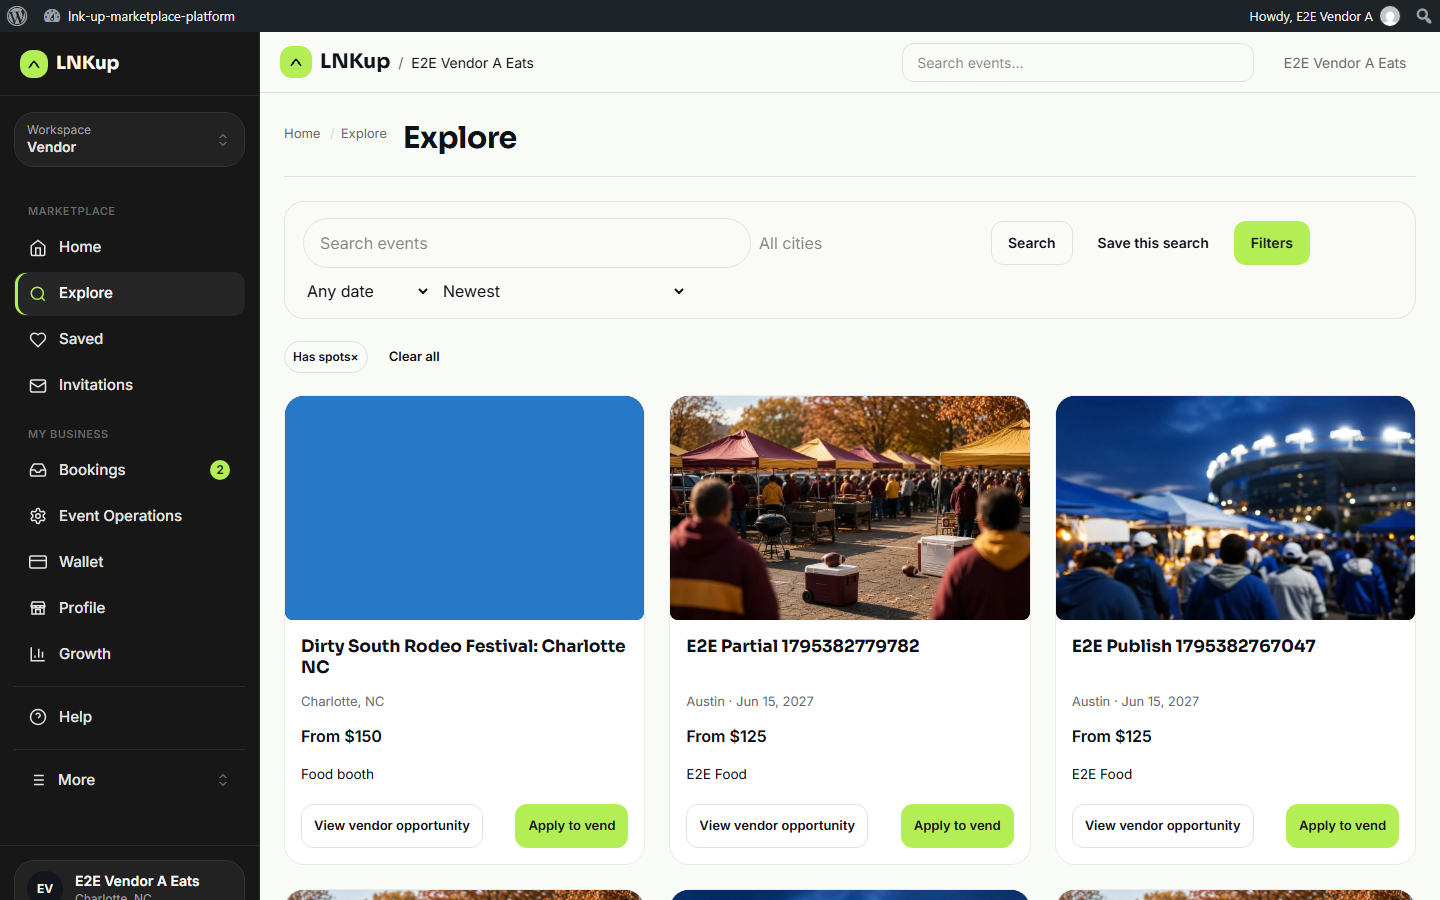 lnk-up-marketplace-platform
Howdy, E2E Vendor A
LNKup
Workspace
Vendor
MARKETPLACE
Home
Explore
Saved
Invitations
MY BUSINESS
Bookings
2
Event Operations
Wallet
Profile
Growth
Help
More
EV
E2E Vendor A Eats
Charlotte, NC
LNKup / E2E Vendor A Eats
Search events...
E2E Vendor A Eats
Home / Explore
Explore
Search events
All cities
Search
Save this search
Filters
Any date
Newest
Has spots×
Clear all
Dirty South Rodeo Festival: Charlotte
NC
Charlotte, NC
From $150
Food booth
View vendor opportunity
Apply to vend
E2E Partial 1795382779782
Austin · Jun 15, 2027
From $125
E2E Food
View vendor opportunity
Apply to vend
E2E Publish 1795382767047
Austin · Jun 15, 2027
From $125
E2E Food
View vendor opportunity
Apply to vend